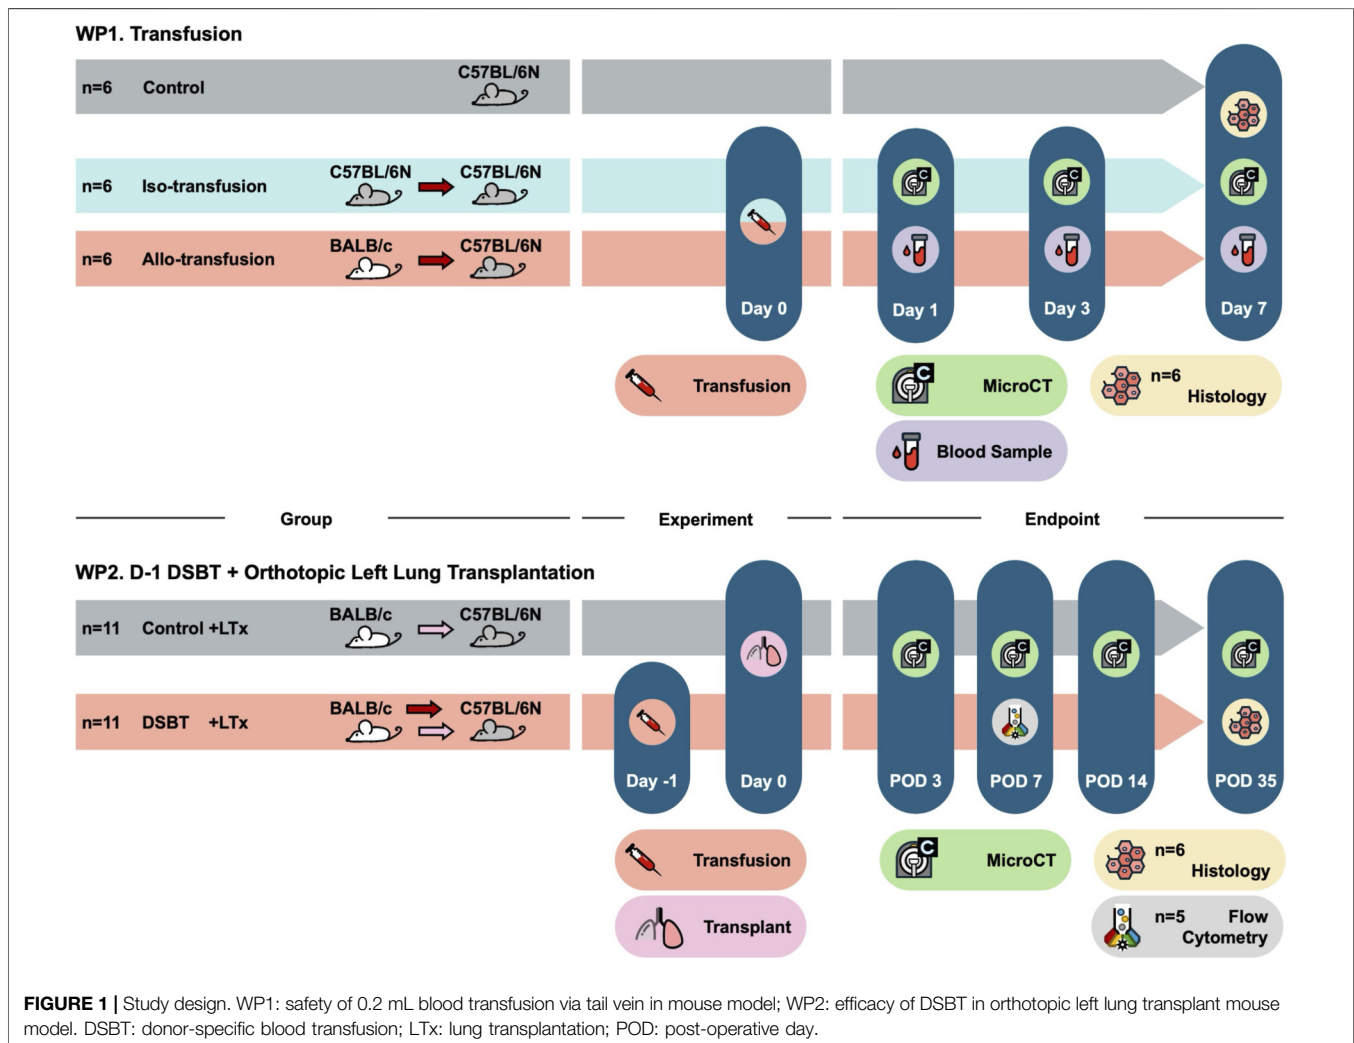 WP1. Transfusion
n=6 Control C57BL/6N
n=6 Iso-transfusion C57BL/6N C57BL/6N
n=6 Allo-transfusion BALB/c C57BL/6N
Day 0 Day 1 Day 3 Day 7
C C C
Transfusion
C MicroCT
n=6 Histology
Blood Sample
Group Experiment Endpoint
WP2. D-1 DSBT + Orthotopic Left Lung Transplantation
n=11 Control +LTx BALB/c C57BL/6N
C C C C
n=11 DSBT +LTx BALB/c C57BL/6N
Day -1 Day 0 POD 3 POD 7 POD 14 POD 35
Transfusion
C MicroCT
n=6 Histology
Transplant
n=5 Flow
Cytometry
FIGURE 1 | Study design. WP1: safety of 0.2 mL blood transfusion via tail vein in mouse model; WP2: efficacy of DSBT in orthotopic left lung transplant mouse
model. DSBT: donor-specific blood transfusion; LTx: lung transplantation; POD: post-operative day.